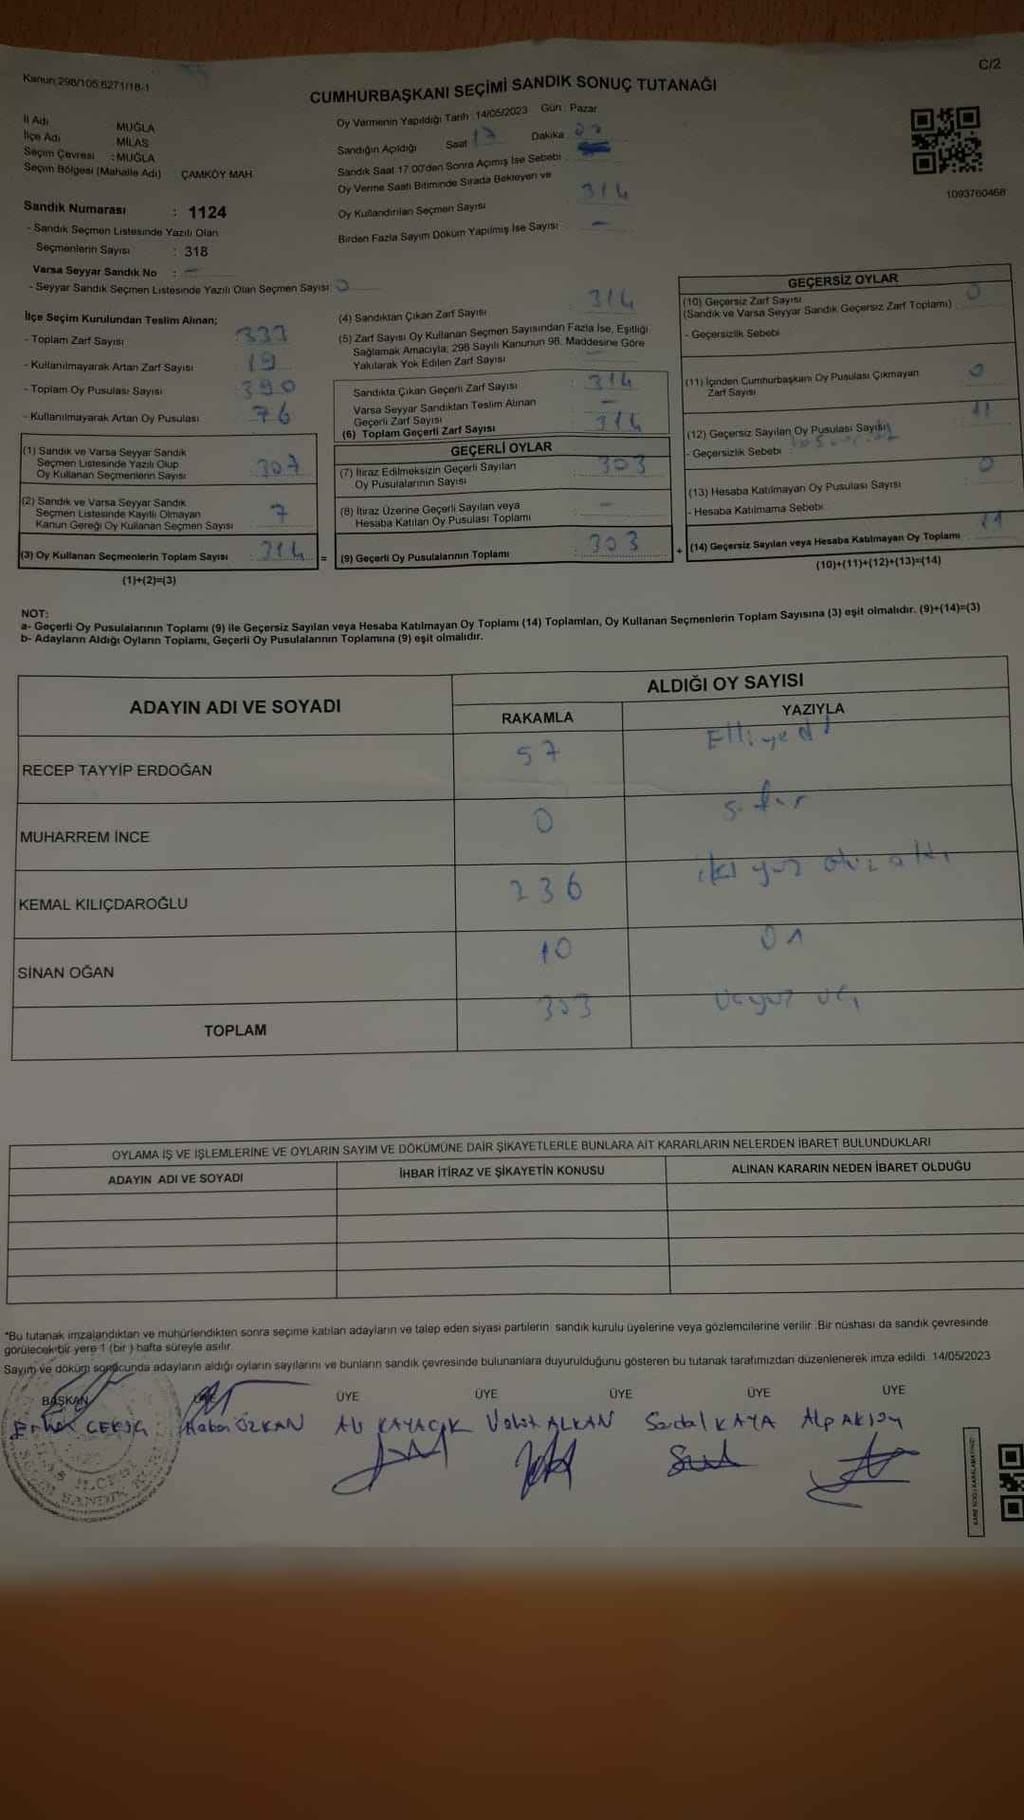 Kanun:298/105;6271/18-1
C/2
CUMHURBAŞKANI SEÇİMİ SANDIK SONUÇ TUTANAĞI
İl Adı MUĞLA
İlçe Adı MİLAS
Seçim Çevresi : MUĞLA
Seçim Bölgesi (Mahalle Adı) ÇAMKÖY MAH
Sandık Numarası : 1124
- Sandık Seçmen Listesinde Yazılı Olan
Seçmenlerin Sayısı : 318
Varsa Seyyar Sandık No : -
- Seyyar Sandık Seçmen Listesinde Yazılı Olan Seçmen Sayısı: 0
Oy Vermenin Yapıldığı Tarih : 14/05/2023 Gün : Pazar
Sandığın Açıldığı Saat 17 Dakika
Sandık Saat 17:00'den Sonra Açımış İse Sebebi
Oy Verme Saati Bitiminde Sırada Bekleyen ve
Oy Kullandırılan Seçmen Sayısı 314
Birden Fazla Sayım Döküm Yapılmış İse Sayısı: -
1093760468
İlçe Seçim Kurulundan Teslim Alınan;
- Toplam Zarf Sayısı 333
- Kullanılmayarak Artan Zarf Sayısı 19
- Toplam Oy Pusulası Sayısı 390
- Kullanılmayarak Artan Oy Pusulası 76
(1) Sandık ve Varsa Seyyar Sandık
Seçmen Listesinde Yazılı Olup
Oy Kullanan Seçmenlerin Sayısı 307
(2) Sandık ve Varsa Seyyar Sandık
Seçmen Listesinde Kayıtlı Olmayan
Kanun Gereği Oy Kullanan Seçmen Sayısı 7
(3) Oy Kullanan Seçmenlerin Toplam Sayısı 314 =
(1)+(2)=(3)
(4) Sandıktan Çıkan Zarf Sayısı 314
(5) Zarf Sayısı Oy Kullanan Seçmen Sayısından Fazla İse, Eşitliği
Sağlamak Amacıyla; 298 Sayılı Kanunun 98. Maddesine Göre
Yakılarak Yok Edilen Zarf Sayısı
Sandıkta Çıkan Geçerli Zarf Sayısı : 314
Varsa Seyyar Sandıktan Teslim Alınan
Geçerli Zarf Sayısı -
(6) Toplam Geçerli Zarf Sayısı 314
GEÇERLİ OYLAR
(7) İtiraz Edilmeksizin Geçerli Sayılan
Oy Pusulalarının Sayısı 303
(8) İtiraz Üzerine Geçerli Sayılan veya
Hesaba Katılan Oy Pusulası Toplamı -
(9) Geçerli Oy Pusulalarının Toplamı : 303 +
GEÇERSİZ OYLAR
(10) Geçersiz Zarf Sayısı
(Sandık ve Varsa Seyyar Sandık Geçersiz Zarf Toplamı) 0
- Geçersizlik Sebebi
(11) İçinden Cumhurbaşkanı Oy Pusulası Çıkmayan
Zarf Sayısı 0
(12) Geçersiz Sayılan Oy Pusulası Sayısı 11
- Geçersizlik Sebebi
(13) Hesaba Katılmayan Oy Pusulası Sayısı 0
- Hesaba Katılmama Sebebi
(14) Geçersiz Sayılan veya Hesaba Katılmayan Oy Toplamı 11
(10)+(11)+(12)+(13)=(14)
NOT:
a- Geçerli Oy Pusulalarının Toplamı (9) ile Geçersiz Sayılan veya Hesaba Katılmayan Oy Toplamı (14) Toplamları, Oy Kullanan Seçmenlerin Toplam Sayısına (3) eşit olmalıdır. (9)+(14)=(3)
b- Adayların Aldığı Oyların Toplamı, Geçerli Oy Pusulalarının Toplamına (9) eşit olmalıdır.
ADAYIN ADI VE SOYADI
ALDIĞI OY SAYISI
RAKAMLA YAZIYLA
RECEP TAYYİP ERDOĞAN 57 Elli yedi
MUHARREM İNCE 0 sıfır
KEMAL KILIÇDAROĞLU 236 iki yüz otuz altı
SİNAN OĞAN 10 on
TOPLAM 303 üçyüz üç
OYLAMA İŞ VE İŞLEMLERİNE VE OYLARIN SAYIM VE DÖKÜMÜNE DAİR ŞİKAYETLERLE BUNLARA AİT KARARLARIN NELERDEN İBARET BULUNDUKLARI
ADAYIN ADI VE SOYADI İHBAR İTİRAZ VE ŞİKAYETİN KONUSU ALINAN KARARIN NEDEN İBARET OLDUĞU
*Bu tutanak imzalandıktan ve mühürlendikten sonra seçime katılan adayların ve talep eden siyasi partilerin sandık kurulu üyelerine veya gözlemcilerine verilir. Bir nüshası da sandık çevresinde
görülecek bir yere 1 (bir) hafta süreyle asılır.
Sayım ve döküm sonucunda adayların aldığı oyların sayılarını ve bunların sandık çevresinde bulunanlara duyurulduğunu gösteren bu tutanak tarafımızdan düzenlenerek imza edildi. 14/05/2023
BAŞKAN ÜYE ÜYE ÜYE ÜYE ÜYE ÜYE
ÖZKAN Ali KAYAÇIK Vahit ALKAN Serdal KAYA Alp